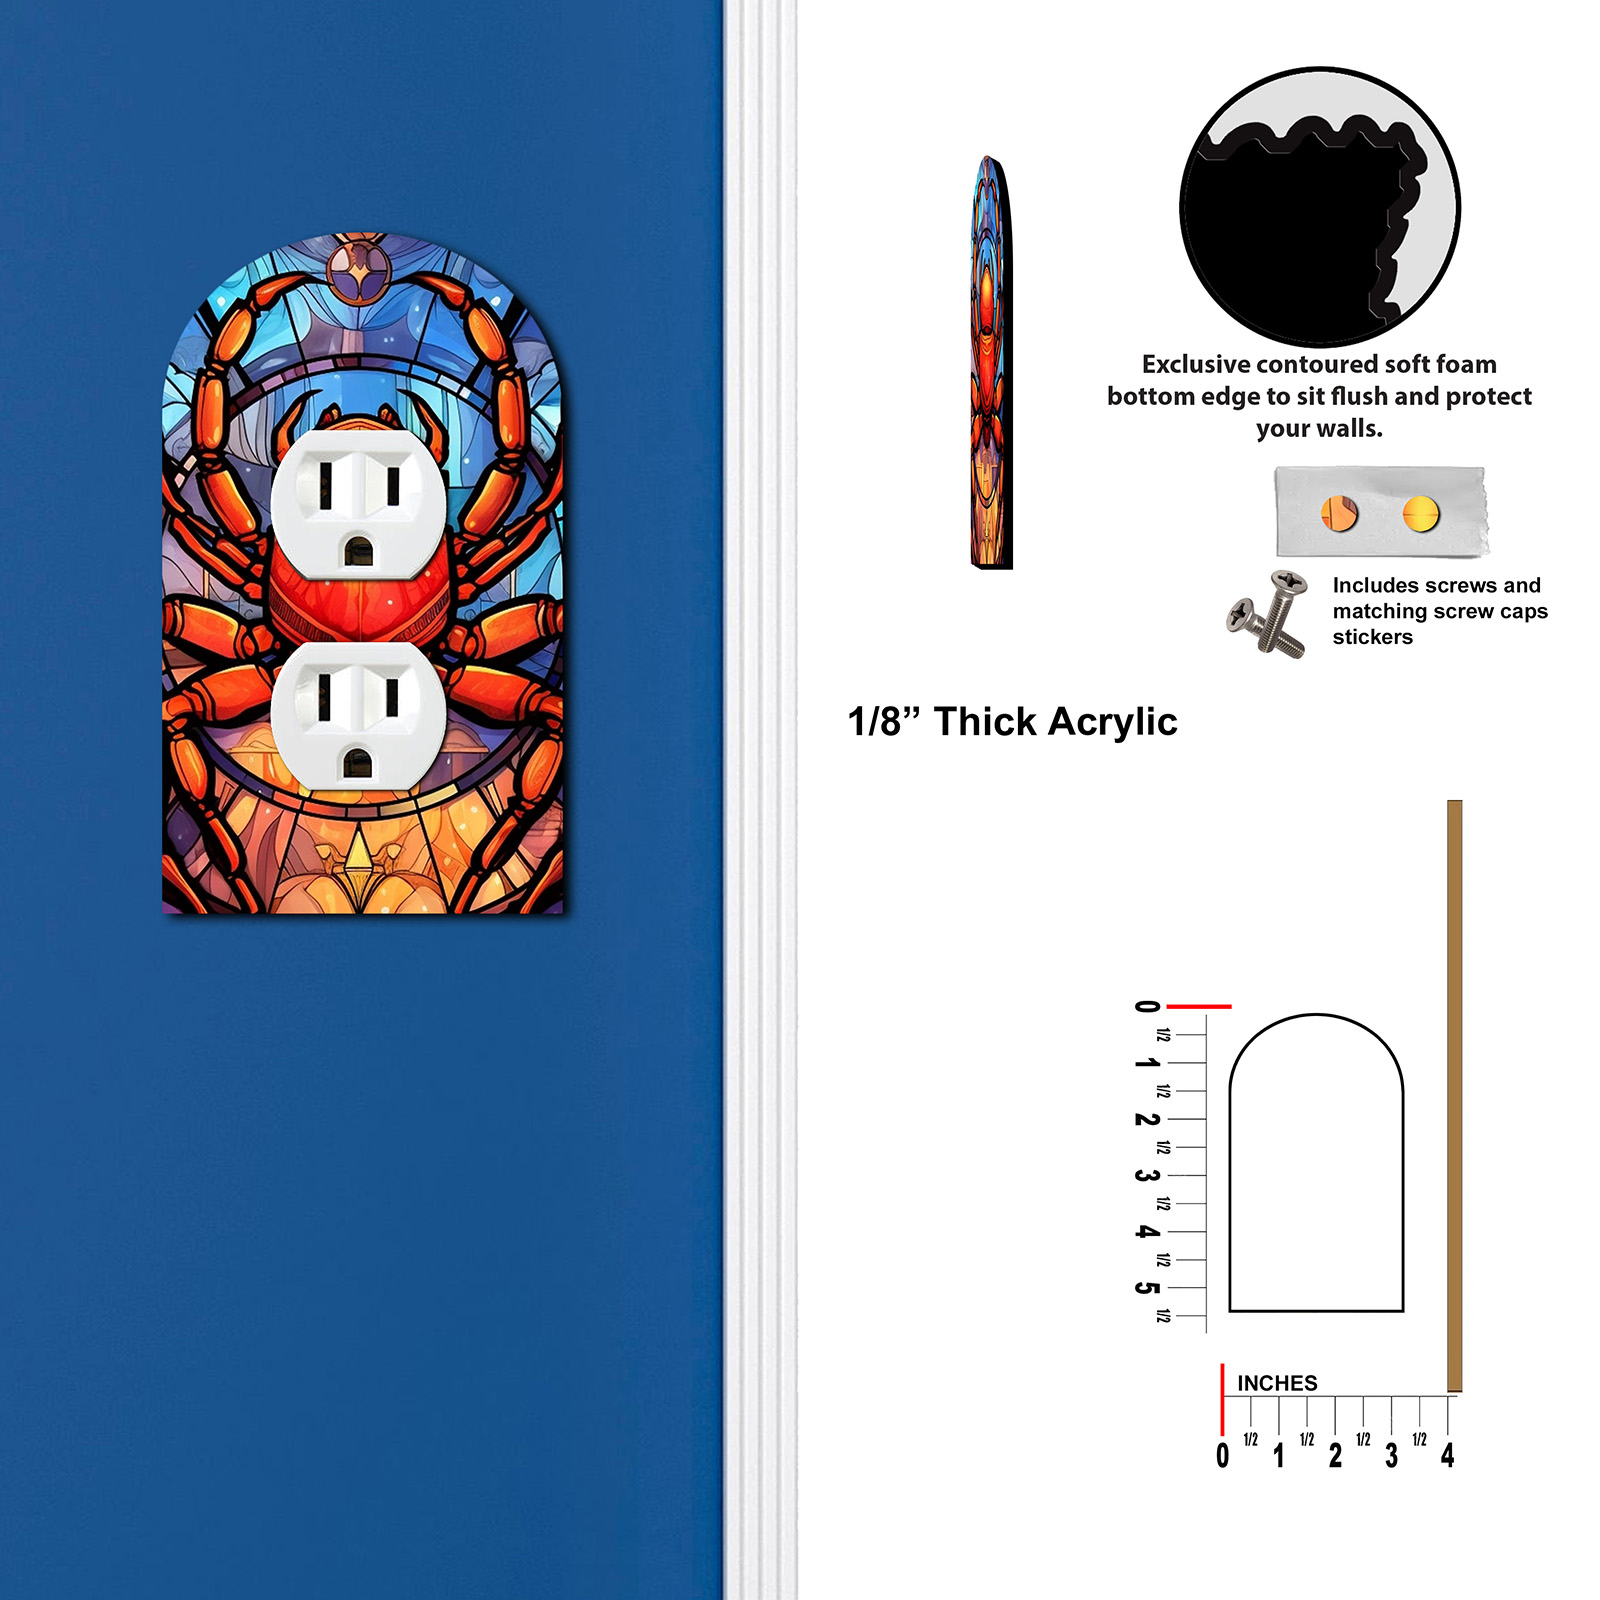 Exclusive contoured soft foam
bottom edge to sit flush and protect
your walls.
Includes screws and
matching screw caps
stickers
1/8” Thick Acrylic
0
1/2
1
1/2
2
1/2
3
1/2
4
1/2
5
1/2
INCHES
0 1/2 1 1/2 2 1/2 3 1/2 4